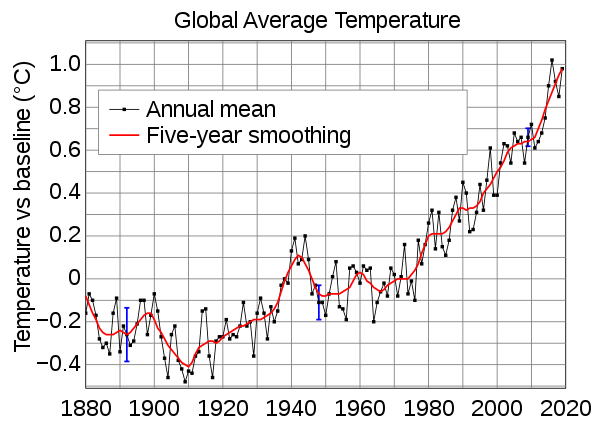 Global Average Temperature
Temperature vs baseline (°C)
1.0
0.8
0.6
0.4
0.2
0
−0.2
−0.4
Annual mean
Five-year smoothing
1880 1900 1920 1940 1960 1980 2000 2020